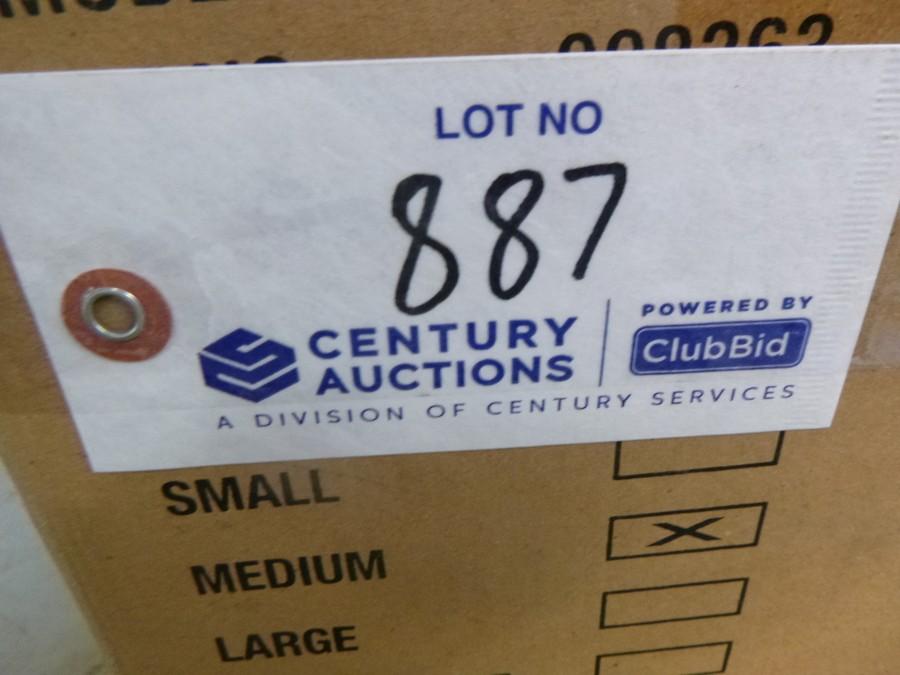 LOT NO
887
CENTURY
AUCTIONS
POWERED BY
ClubBid
A DIVISION OF CENTURY SERVICES
SMALL
X
MEDIUM
LARGE